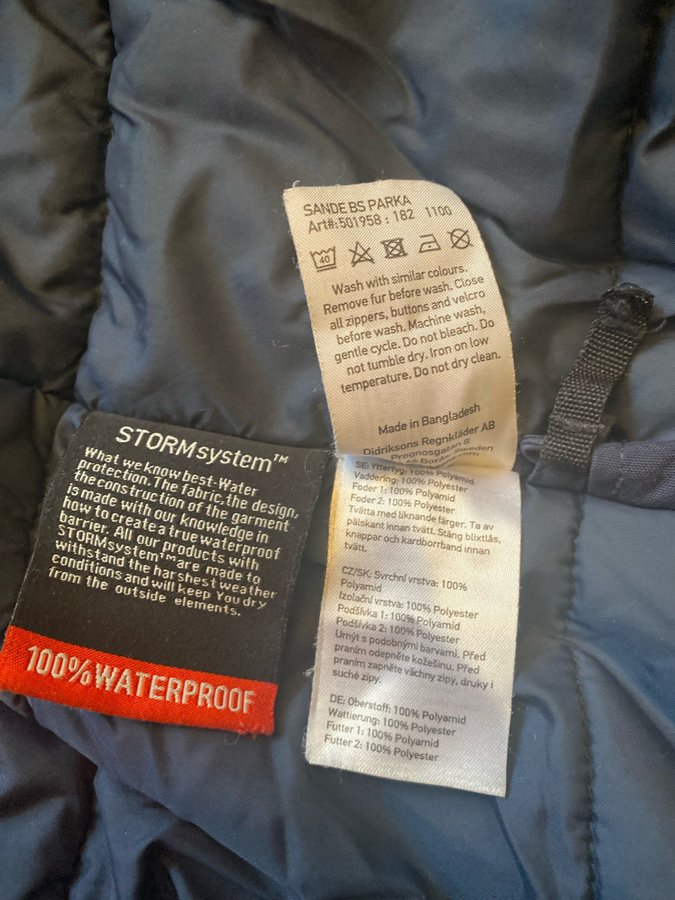 SANDE BS PARKA
Art#:501958 : 182 1100
40
Wash with similar colours.
Remove fur before wash. Close
all zippers, buttons and velcro
before wash. Machine wash,
gentle cycle. Do not bleach. Do
not tumble dry. Iron on low
temperature. Do not dry clean.
Made in Bangladesh
Didriksons Regnkläder AB
Prognosgatan 8
Borås Sweden
SE: Yttertyg: 100% Polyamid
Vaddering: 100% Polyester
Foder 1: 100% Polyamid
Foder 2: 100% Polyester
Tvätta med liknande färger. Ta av
pälskant innan tvätt. Stäng blixtlås,
knappar och kardborrband innan
tvätt.
CZ/SK: Svrchní vrstva: 100%
Polyamid
Izolační vrstva: 100% Polyester
Podšívka 1: 100% Polyamid
Podšívka 2: 100% Polyester
Umýt s podobnými barvami. Před
praním odepněte kožešinu. Před
praním zapněte všechny zipy, druky i
suché zipy.
DE: Oberstoff: 100% Polyamid
Wattierung: 100% Polyester
Futter 1: 100% Polyamid
Futter 2: 100% Polyester
STORMsystem™
What we know best-Water
protection. The fabric, the design,
the construction of the garment
is made with our knowledge in
how to create a true waterproof
barrier. All our products with
STORMsystem™ are made to
withstand the harshest weather
conditions and will keep You dry
from the outside elements.
100% WATERPROOF